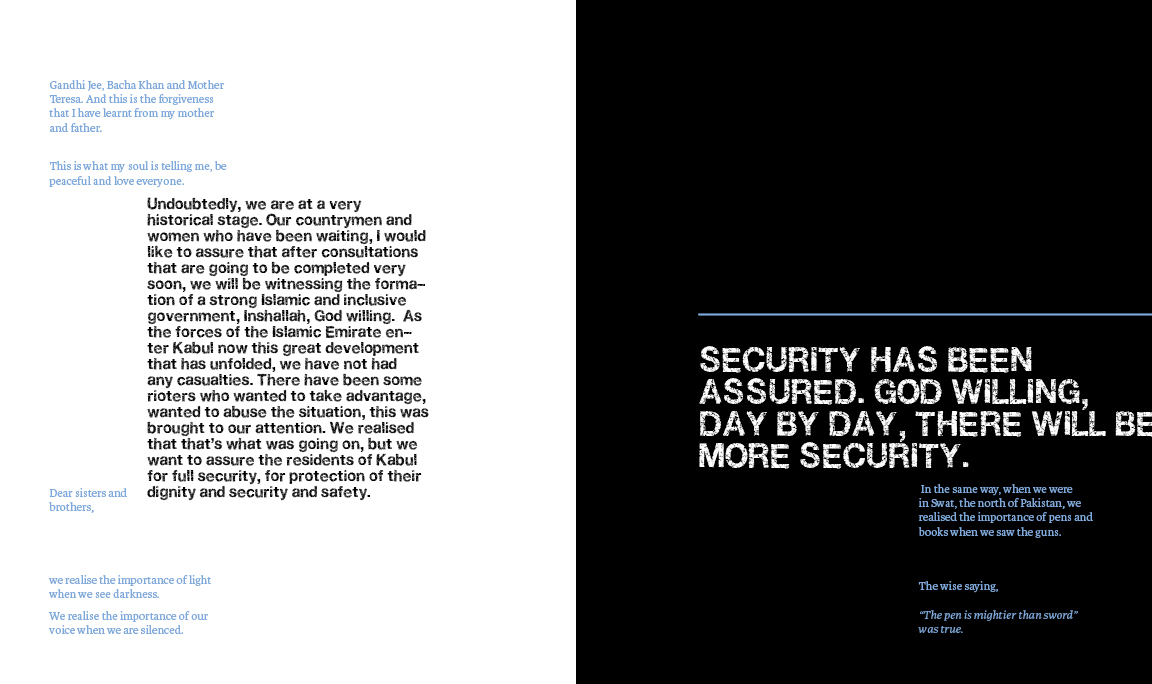 Gandhi Jee, Bacha Khan and Mother
Teresa. And this is the forgiveness
that I have learnt from my mother
and father.
This is what my soul is telling me, be
peaceful and love everyone.
Undoubtedly, we are at a very
historical stage. Our countrymen and
women who have been waiting, I would
like to assure that after consultations
that are going to be completed very
soon, we will be witnessing the forma-
tion of a strong Islamic and inclusive
government, Inshallah, God willing.  As
the forces of the Islamic Emirate en-
ter Kabul now this great development
that has unfolded, we have not had
any casualties. There have been some
rioters who wanted to take advantage,
wanted to abuse the situation, this was
brought to our attention. We realised
that that's what was going on, but we
want to assure the residents of Kabul
for full security, for protection of their
dignity and security and safety.
Dear sisters and
brothers,
we realise the importance of light
when we see darkness.
We realise the importance of our
voice when we are silenced.
SECURITY HAS BEEN
ASSURED. GOD WILLING,
DAY BY DAY, THERE WILL BE
MORE SECURITY.
In the same way, when we were
in Swat, the north of Pakistan, we
realised the importance of pens and
books when we saw the guns.
The wise saying,
“The pen is mightier than sword”
was true.